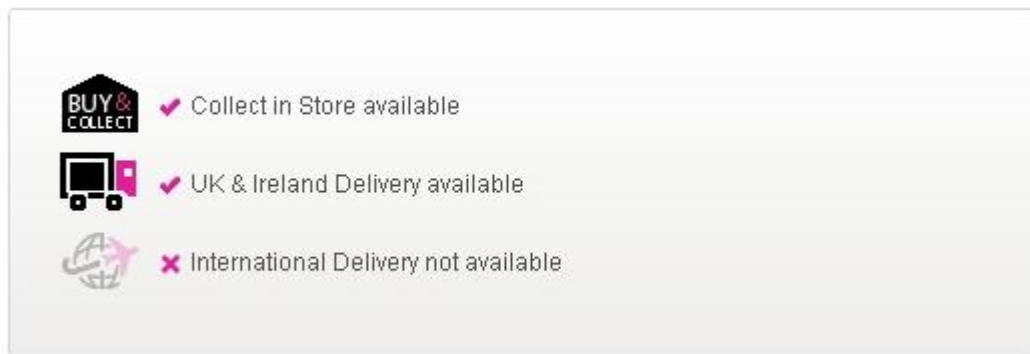 BUY &
COLLECT
Collect in Store available
UK & Ireland Delivery available
International Delivery not available